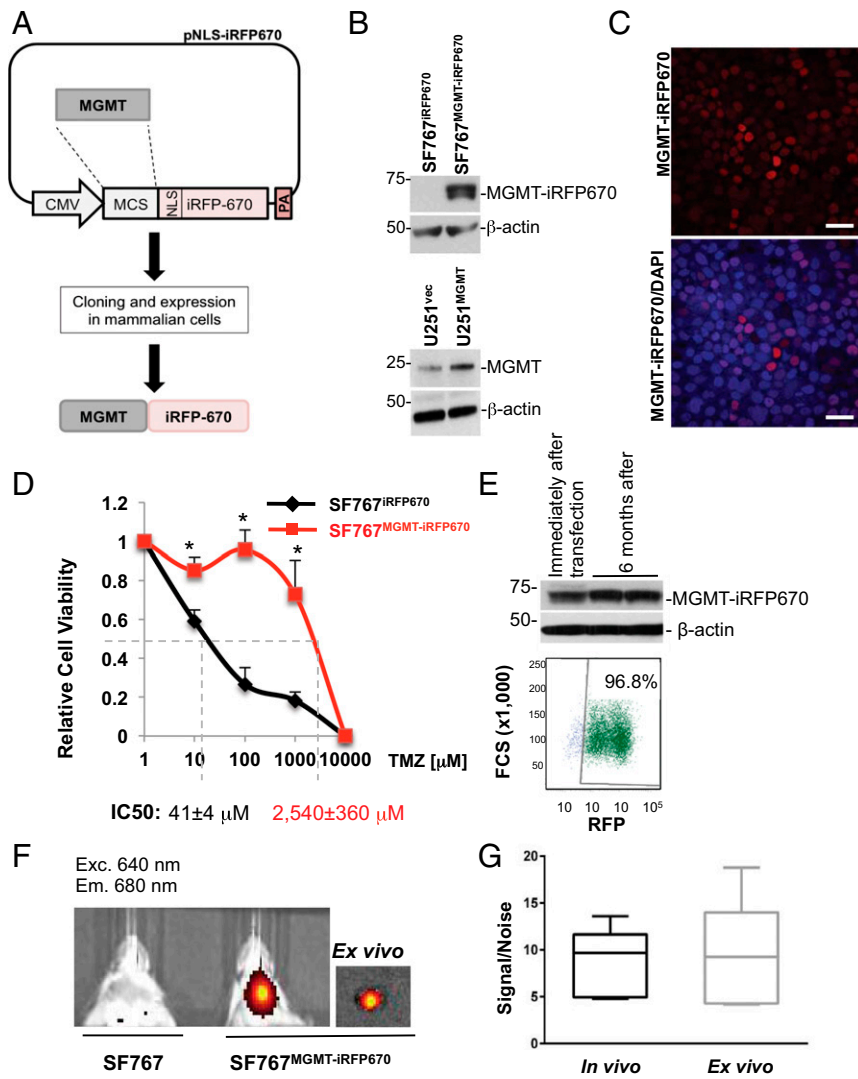 A
pNLS-iRFP670
MGMT
CMV
MCS
NLS
iRFP-670
PA
Cloning and expression
in mammalian cells
MGMT
iRFP-670
B
SF767iRFP670
SF767MGMT-iRFP670
75-
-MGMT-iRFP670
50-
-β-actin
U251vec
U251MGMT
25-
-MGMT
50-
-β-actin
C
MGMT-iRFP670
MGMT-iRFP670/DAPI
D
Relative Cell Viability
1.2
1
0.8
0.6
0.4
0.2
0
* * *
SF767iRFP670
SF767MGMT-iRFP670
1 10 100 1000 10000 TMZ [µM]
IC50: 41±4 µM 2,540±360 µM
E
Immediately after
transfection
6 months after
75-
-MGMT-iRFP670
50-
- β-actin
FCS (x1,000)
250
200
150
100
50
96.8%
10 10 10 10⁵
RFP
F
Exc. 640 nm
Em. 680 nm
Ex vivo
SF767 SF767MGMT-iRFP670
G
Signal/Noise
20
15
10
5
0
In vivo Ex vivo